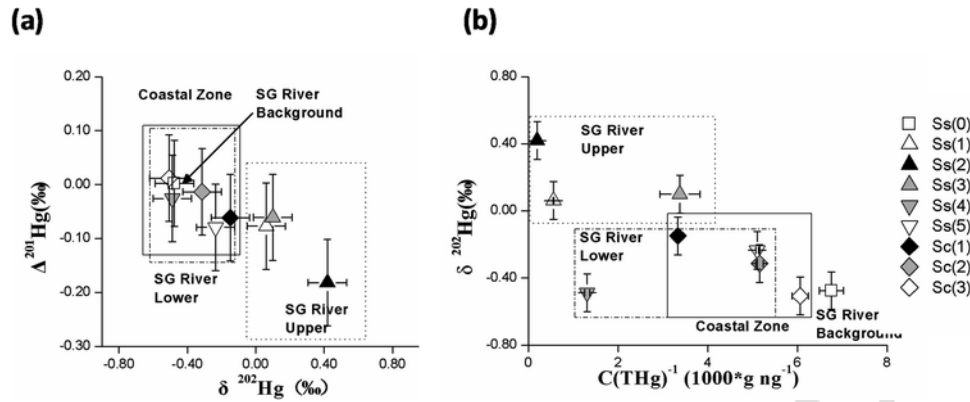 (a)
(b)
0.20
0.10
0.00
-0.10
-0.20
-0.30
Δ ²⁰¹Hg(‰)
Coastal Zone
SG River
Background
SG River
Lower
SG River
Upper
-0.80
-0.40
0.00
0.40
0.80
δ ²⁰²Hg (‰)
0.80
0.40
0.00
-0.40
-0.80
δ ²⁰²Hg(‰)
SG River
Upper
SG River
Lower
Coastal Zone
SG River
Background
0
2
4
6
8
C(THg)⁻¹ (1000*g ng⁻¹)
Ss(0)
Ss(1)
Ss(2)
Ss(3)
Ss(4)
Ss(5)
Sc(1)
Sc(2)
Sc(3)